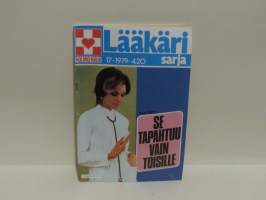 Lääkäri
sarja
17-1979-4,20
SE
TAPAHTUU
VAIN
TOISILLE